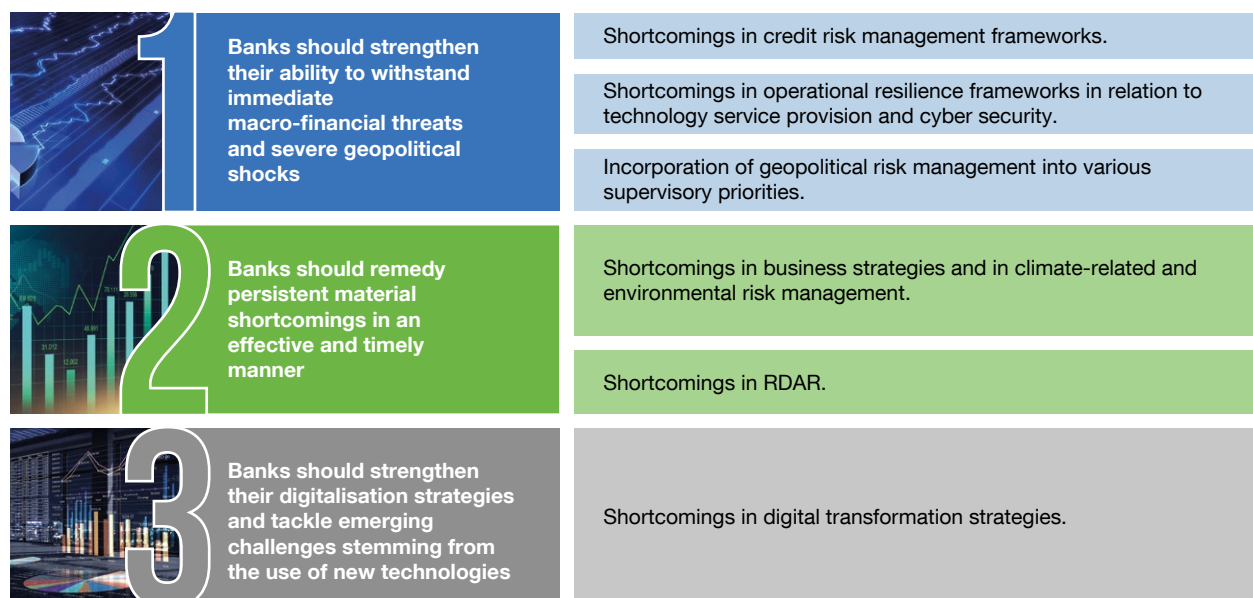 1
Banks should strengthen
their ability to withstand
immediate
macro-financial threats
and severe geopolitical
shocks
Shortcomings in credit risk management frameworks.
Shortcomings in operational resilience frameworks in relation to
technology service provision and cyber security.
Incorporation of geopolitical risk management into various
supervisory priorities.
2
Banks should remedy
persistent material
shortcomings in an
effective and timely
manner
Shortcomings in business strategies and in climate-related and
environmental risk management.
Shortcomings in RDAR.
3
Banks should strengthen
their digitalisation strategies
and tackle emerging
challenges stemming from
the use of new technologies
Shortcomings in digital transformation strategies.